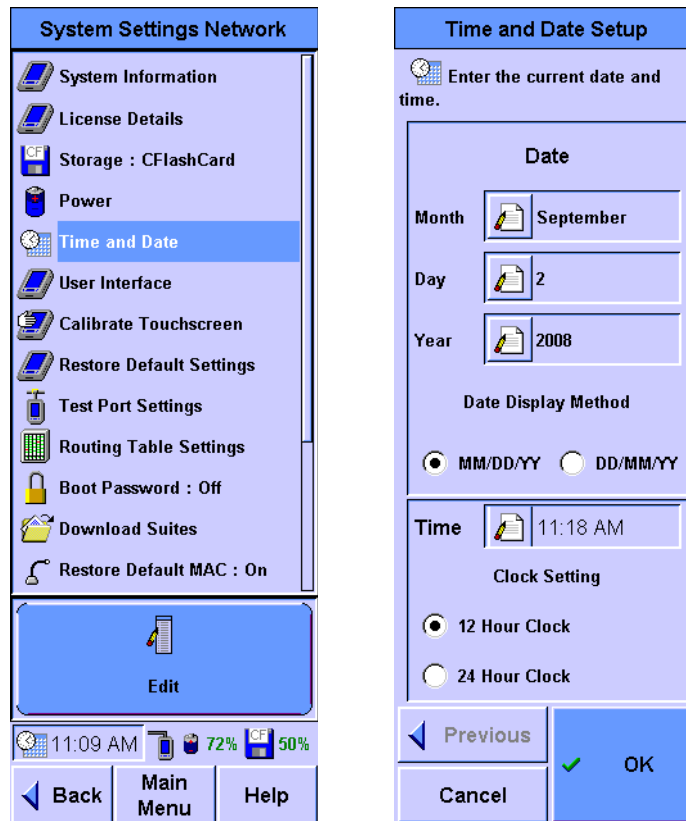 System Settings Network
System Information
License Details
CF
Storage : CFlashCard
Power
Time and Date
User Interface
Calibrate Touchscreen
Restore Default Settings
Test Port Settings
Routing Table Settings
Boot Password : Off
Download Suites
Restore Default MAC : On
Edit
11:09 AM 72% CF 50%
Back
Main
Menu
Help
Time and Date Setup
Enter the current date and
time.
Date
Month September
Day 2
Year 2008
Date Display Method
MM/DD/YY DD/MM/YY
Time 11:18 AM
Clock Setting
12 Hour Clock
24 Hour Clock
Previous
OK
Cancel